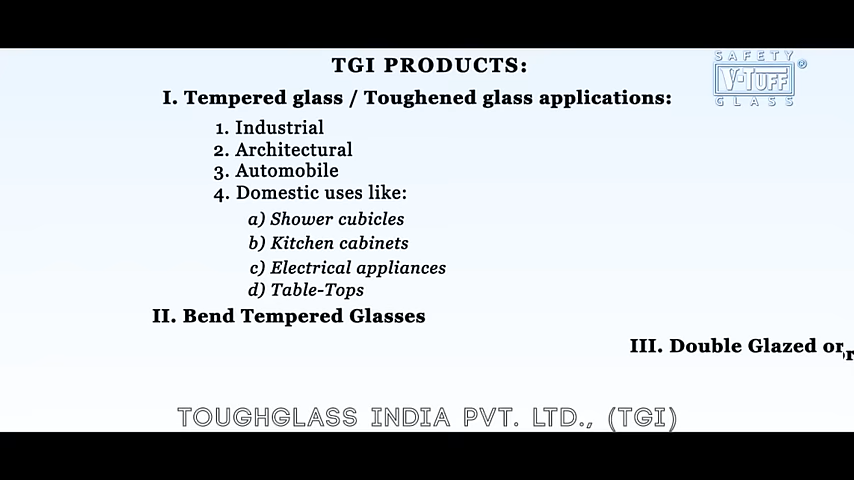 TGI PRODUCTS:
SAFETY
V-TUFF®
GLASS
I. Tempered glass / Toughened glass applications:
1. Industrial
2. Architectural
3. Automobile
4. Domestic uses like:
a) Shower cubicles
b) Kitchen cabinets
c) Electrical appliances
d) Table-Tops
II. Bend Tempered Glasses
III. Double Glazed or
TOUGHGLASS INDIA PVT. LTD., (TGI)